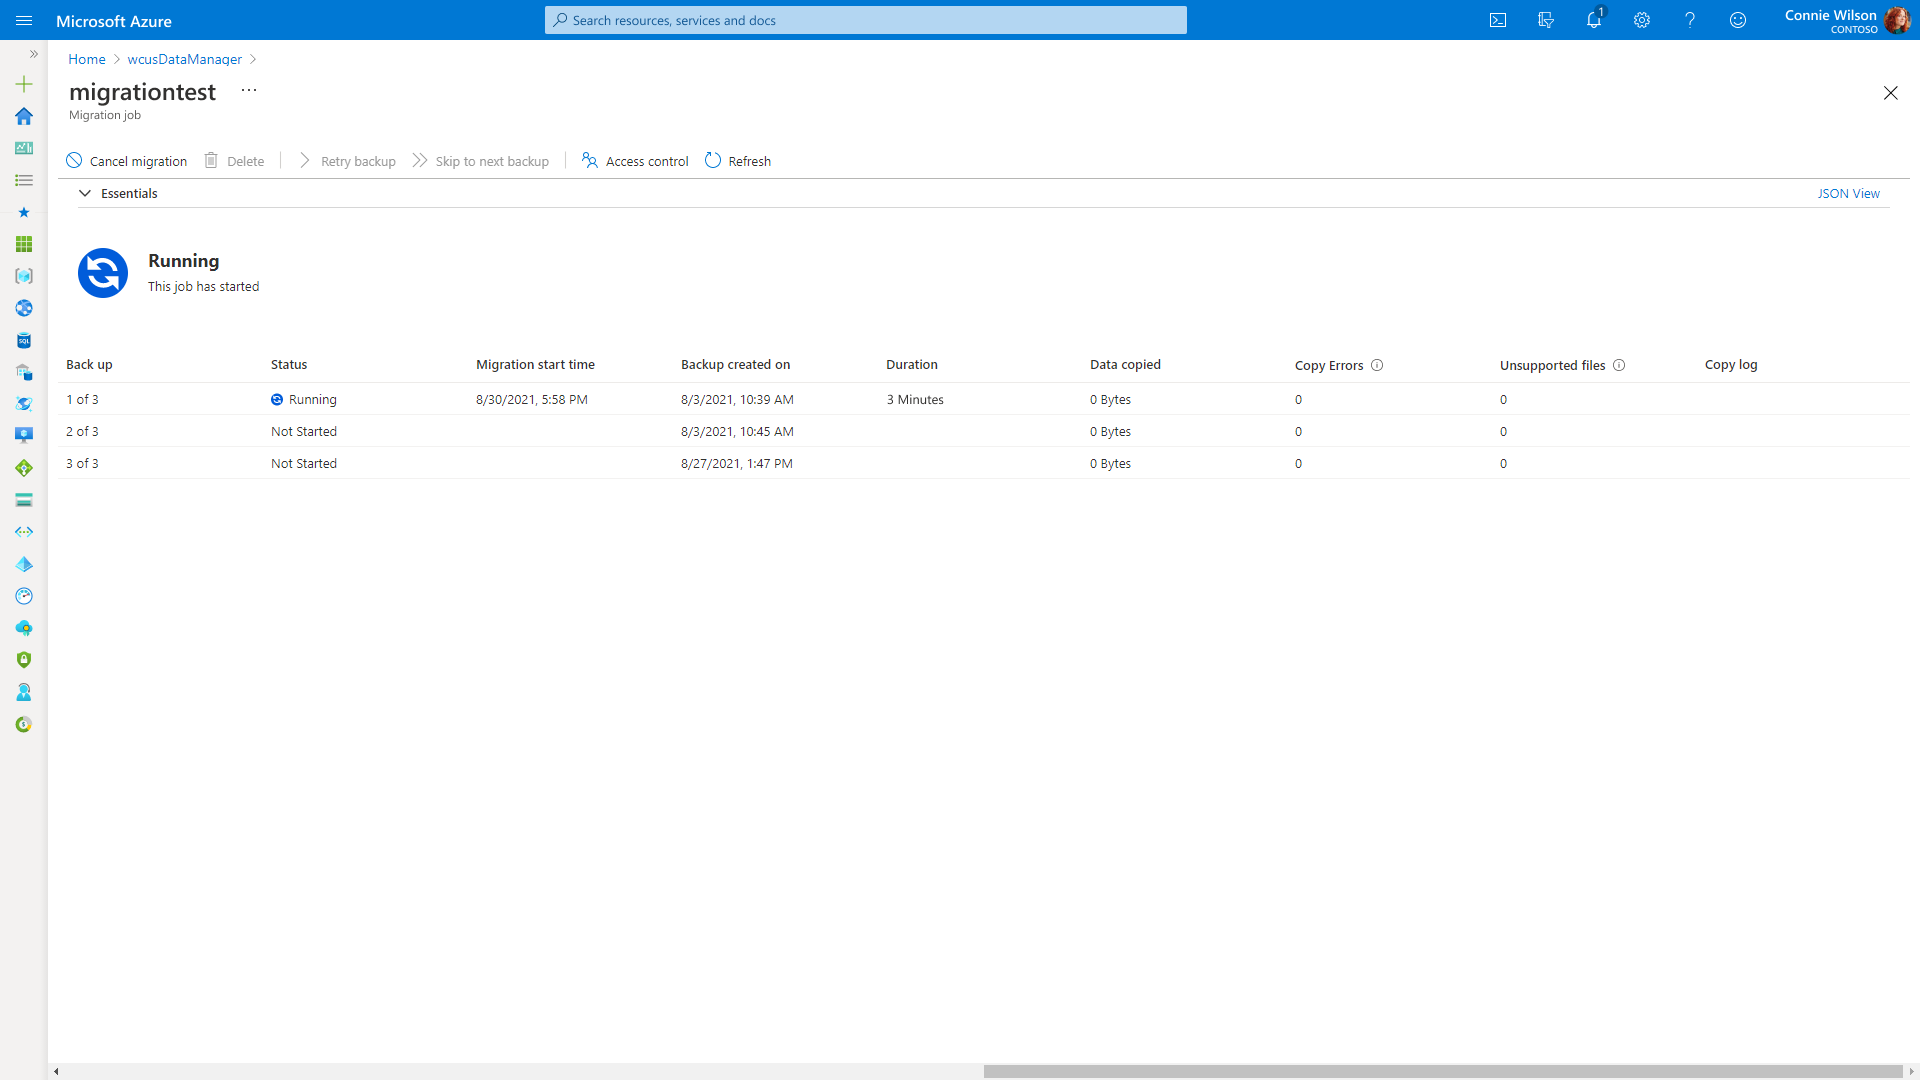 Microsoft Azure
Search resources, services and docs
1
Connie Wilson
CONTOSO
Home
wcusDataManager
migrationtest
...
Migration job
Cancel migration
Delete
Retry backup
Skip to next backup
Access control
Refresh
Essentials
JSON View
Running
This job has started
Back up Status Migration start time Backup created on Duration Data copied Copy Errors Unsupported files Copy log
1 of 3 Running 8/30/2021, 5:58 PM 8/3/2021, 10:39 AM 3 Minutes 0 Bytes 0 0
2 of 3 Not Started 8/3/2021, 10:45 AM 0 Bytes 0 0
3 of 3 Not Started 8/27/2021, 1:47 PM 0 Bytes 0 0
SQL